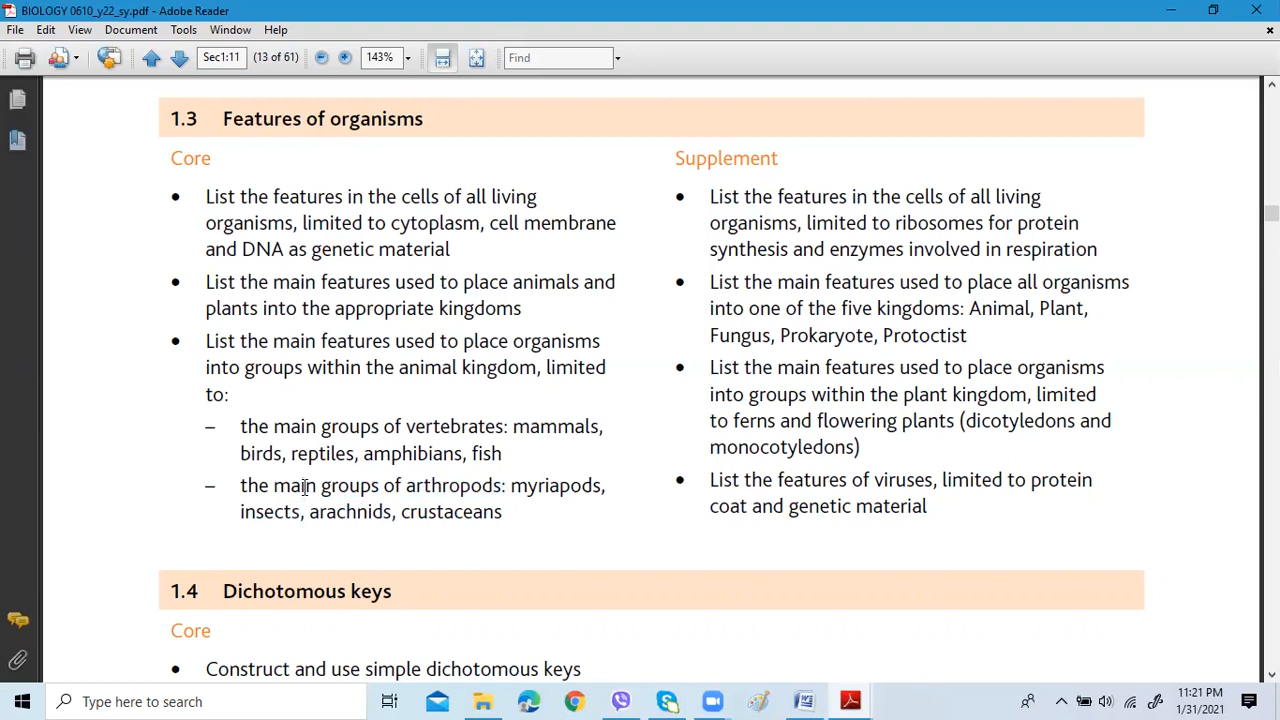 BIOLOGY 0610_y22_sy.pdf - Adobe Reader
File Edit View Document Tools Window Help
Sec1:11 (13 of 61) 143% Find
1.3 Features of organisms
Core
• List the features in the cells of all living
organisms, limited to cytoplasm, cell membrane
and DNA as genetic material
• List the main features used to place animals and
plants into the appropriate kingdoms
• List the main features used to place organisms
into groups within the animal kingdom, limited
to:
– the main groups of vertebrates: mammals,
birds, reptiles, amphibians, fish
– the main groups of arthropods: myriapods,
insects, arachnids, crustaceans
Supplement
• List the features in the cells of all living
organisms, limited to ribosomes for protein
synthesis and enzymes involved in respiration
• List the main features used to place all organisms
into one of the five kingdoms: Animal, Plant,
Fungus, Prokaryote, Protoctist
• List the main features used to place organisms
into groups within the plant kingdom, limited
to ferns and flowering plants (dicotyledons and
monocotyledons)
• List the features of viruses, limited to protein
coat and genetic material
1.4 Dichotomous keys
Core
• Construct and use simple dichotomous keys
Type here to search
11:21 PM
1/31/2021